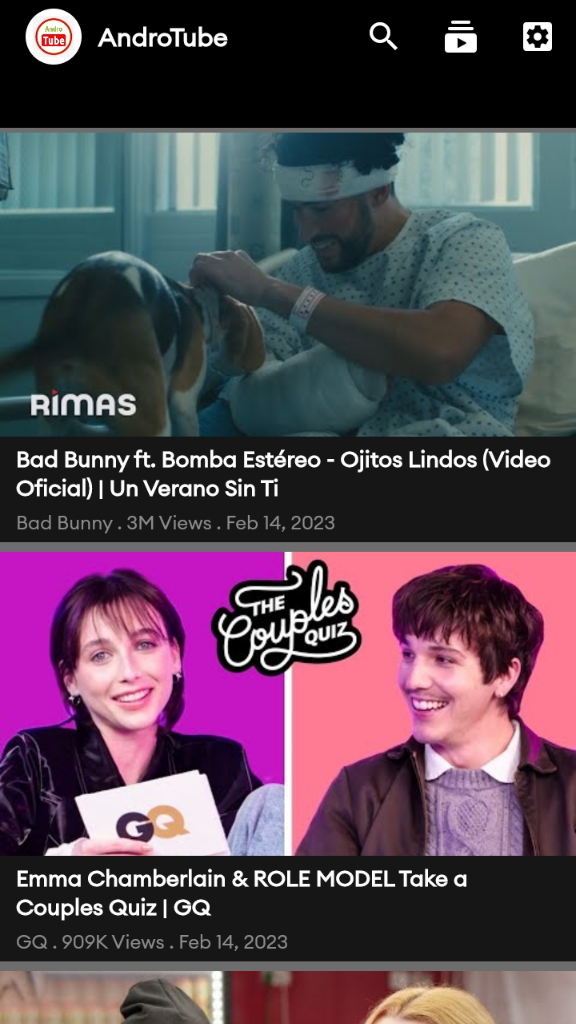 Andro
Tube
AndroTube
RIMAS
Bad Bunny ft. Bomba Estéreo - Ojitos Lindos (Video
Oficial) | Un Verano Sin Ti
Bad Bunny . 3M Views . Feb 14, 2023
THE
Couples
QUIZ
GQ
Emma Chamberlain & ROLE MODEL Take a
Couples Quiz | GQ
GQ . 909K Views . Feb 14, 2023